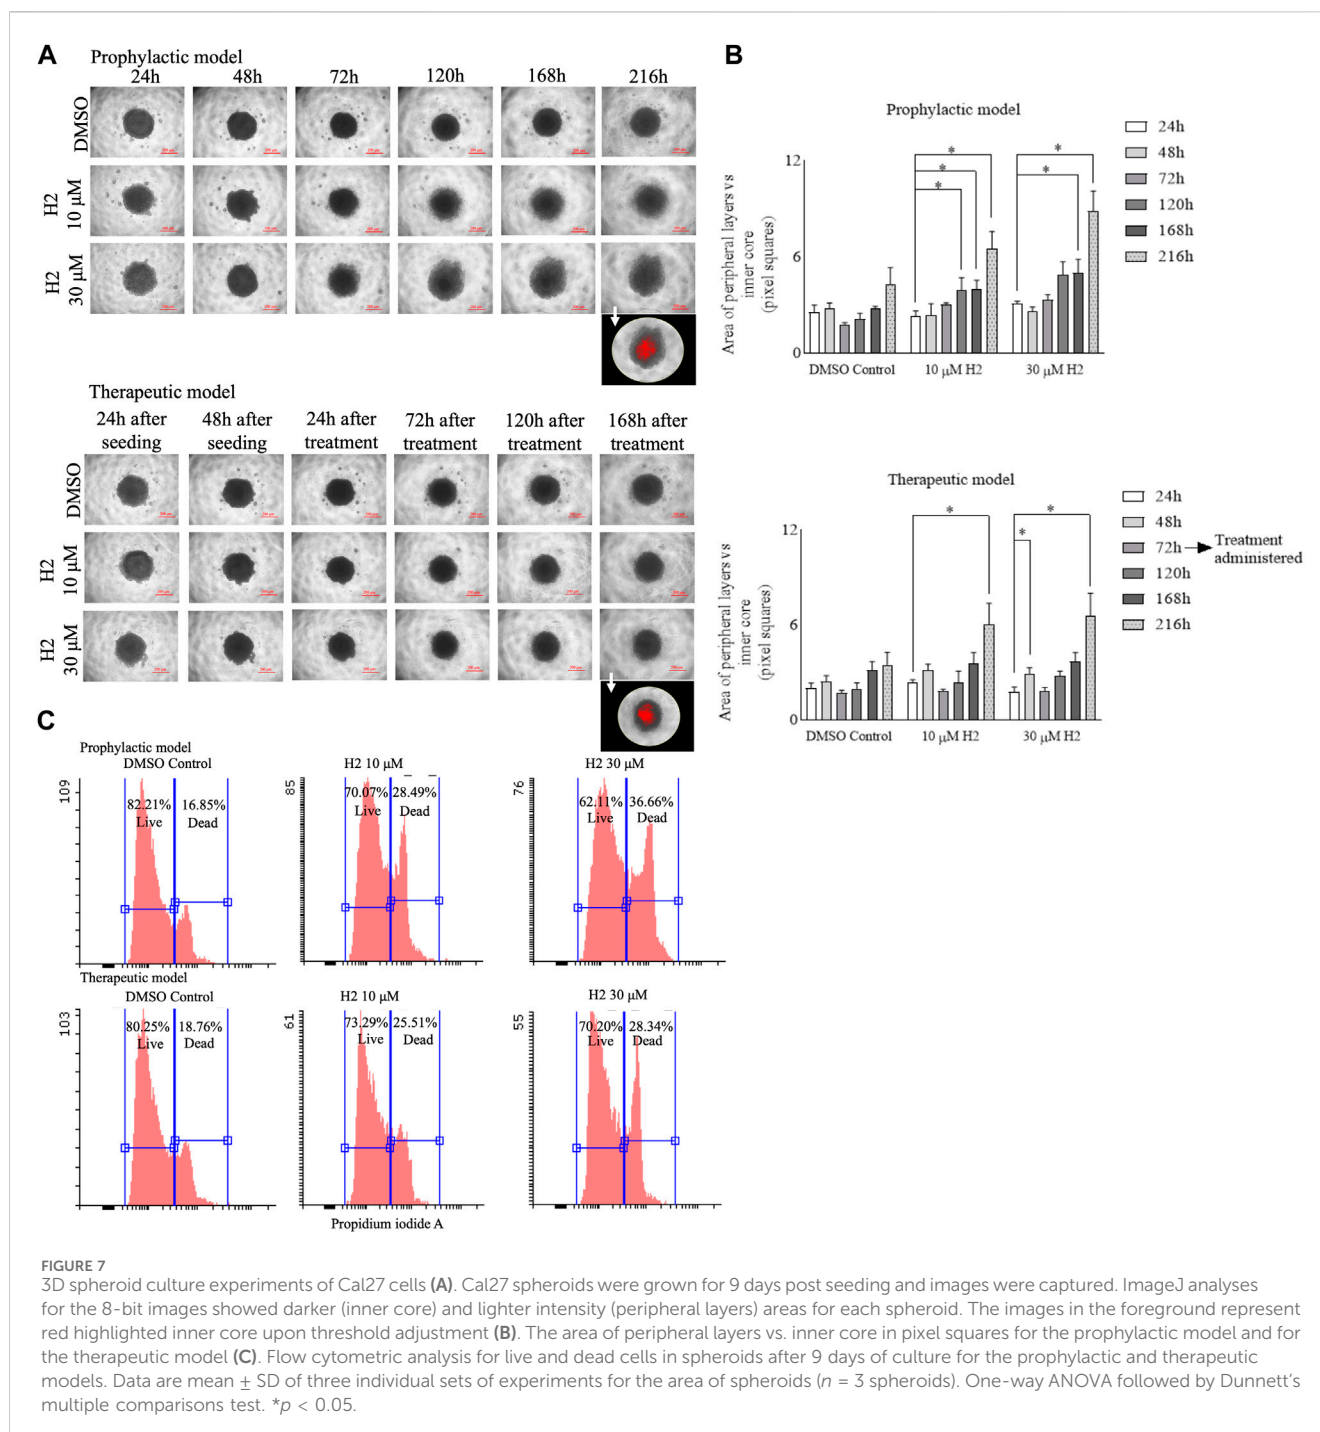 A
Prophylactic model
24h 48h 72h 120h 168h 216h
DMSO
H2
10 µM
H2
30 µM
Therapeutic model
24h after
seeding
48h after
seeding
24h after
treatment
72h after
treatment
120h after
treatment
168h after
treatment
DMSO
H2
10 µM
H2
30 µM
B
Prophylactic model
Area of peripheral layers vs
inner core
(pixel squares)
12
6
0
* * *
* *
DMSO Control 10 µM H2 30 µM H2
24h
48h
72h
120h
168h
216h
Therapeutic model
Area of peripheral layers vs
inner core
(pixel squares)
12
6
0
*
* *
DMSO Control 10 µM H2 30 µM H2
24h
48h
72h Treatment
administered
120h
168h
216h
C
Prophylactic model
DMSO Control
109
82.21% 16.85%
Live Dead
H2 10 µM
85
70.07% 28.49%
Live Dead
H2 30 µM
76
62.11% 36.66%
Live Dead
Therapeutic model
DMSO Control
103
80.25% 18.76%
Live Dead
H2 10 µM
61
73.29% 25.51%
Live Dead
H2 30 µM
55
70.20% 28.34%
Live Dead
Propidium iodide A
FIGURE 7
3D spheroid culture experiments of Cal27 cells (A). Cal27 spheroids were grown for 9 days post seeding and images were captured. ImageJ analyses
for the 8-bit images showed darker (inner core) and lighter intensity (peripheral layers) areas for each spheroid. The images in the foreground represent
red highlighted inner core upon threshold adjustment (B). The area of peripheral layers vs. inner core in pixel squares for the prophylactic model and for
the therapeutic model (C). Flow cytometric analysis for live and dead cells in spheroids after 9 days of culture for the prophylactic and therapeutic
models. Data are mean ± SD of three individual sets of experiments for the area of spheroids (n = 3 spheroids). One-way ANOVA followed by Dunnett's
multiple comparisons test. *p < 0.05.